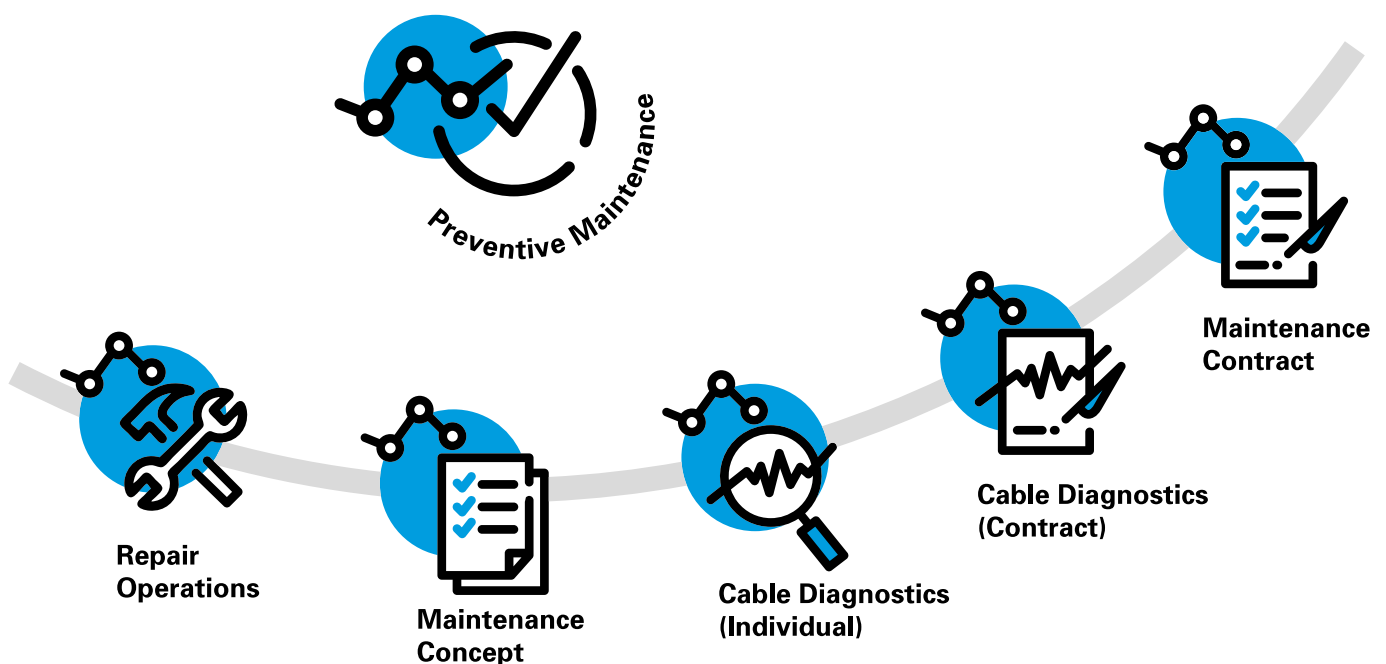 Preventive Maintenance
Repair
Operations
Maintenance
Concept
Cable Diagnostics
(Individual)
Cable Diagnostics
(Contract)
Maintenance
Contract